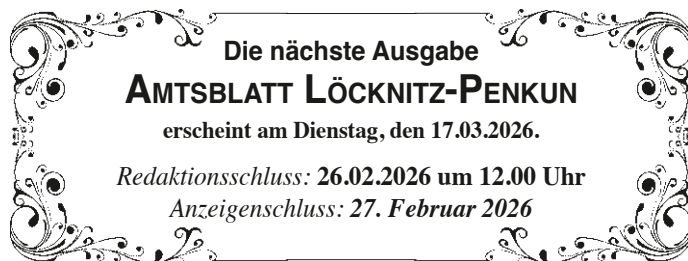 Die nächste Ausgabe
AMTSBLATT LÖCKNITZ-PENKUN
erscheint am Dienstag, den 17.03.2026.
Redaktionsschluss: 26.02.2026 um 12.00 Uhr
Anzeigenschluss: 27. Februar 2026